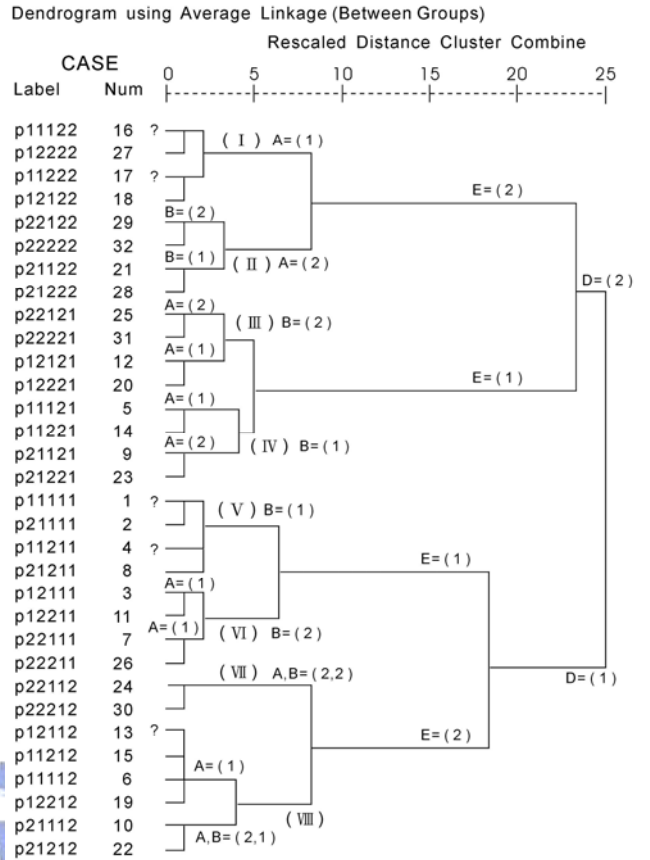 Dendrogram using Average Linkage (Between Groups)
Rescaled Distance Cluster Combine
CASE 0 5 10 15 20 25
Label Num
p11122 16 ? ( Ⅰ ) A= ( 1 )
p12222 27
p11222 17 ? E= ( 2 )
p12122 18
B= ( 2 )
p22122 29
p22222 32
B= ( 1 ) ( Ⅱ ) A= ( 2 )
p21122 21
D= ( 2 )
p21222 28
A= ( 2 )
p22121 25
( Ⅲ ) B= ( 2 )
p22221 31
A= ( 1 )
p12121 12
E= ( 1 )
p12221 20
A= ( 1 )
p11121 5
p11221 14
A= ( 2 ) ( Ⅳ ) B= ( 1 )
p21121 9
p21221 23
p11111 1 ? ( Ⅴ ) B= ( 1 )
p21111 2
p11211 4 ? E= ( 1 )
p21211 8
A= ( 1 )
p12111 3
p12211 11
A= ( 1 ) ( Ⅵ ) B= ( 2 )
p22111 7
p22211 26
( Ⅶ ) A,B= ( 2,2 )
D= ( 1 )
p22112 24
p22212 30
p12112 13 ? E= ( 2 )
p11212 15
A= ( 1 )
p11112 6
p12212 19
( Ⅷ )
p21112 10
A,B= ( 2,1 )
p21212 22